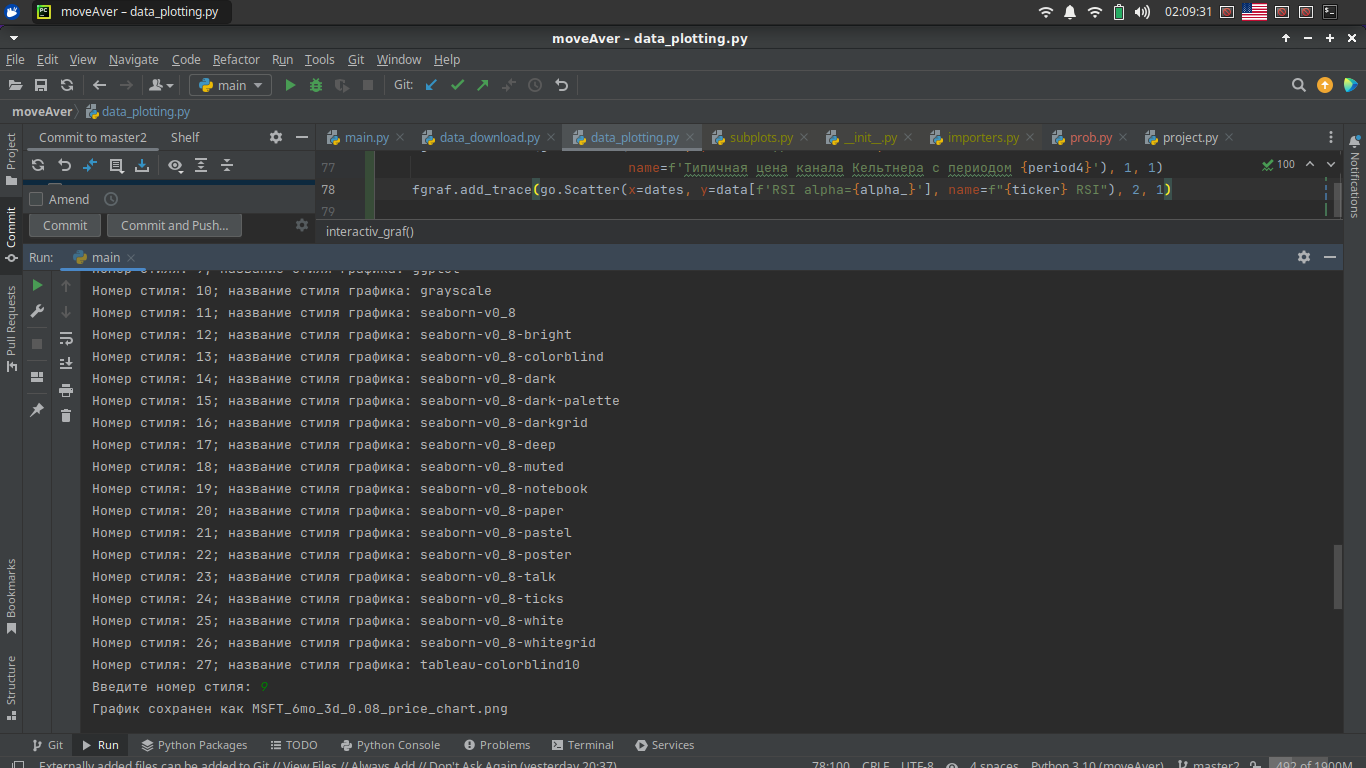 moveAver – data_plotting.py
02:09:31
moveAver – data_plotting.py
File Edit View Navigate Code Refactor Run Tools Git Window Help
main
Git:
moveAver
data_plotting.py
Project
Commit to master2
Shelf
main.py
data_download.py
data_plotting.py
subplots.py
__init__.py
importers.py
prob.py
project.py
Notifications
77 name=f'Типичная цена канала Кельтнера с периодом {period4}'), 1, 1)
100
78 fgraf.add_trace(go.Scatter(x=dates, y=data[f'RSI alpha={alpha_}'], name=f"{ticker} RSI"), 2, 1)
79
Amend
Commit
Commit and Push...
Commit
interactiv_graf()
Run:
main
Номер стиля: 9; название стиля графика: ggplot
Номер стиля: 10; название стиля графика: grayscale
Номер стиля: 11; название стиля графика: seaborn-v0_8
Номер стиля: 12; название стиля графика: seaborn-v0_8-bright
Номер стиля: 13; название стиля графика: seaborn-v0_8-colorblind
Номер стиля: 14; название стиля графика: seaborn-v0_8-dark
Номер стиля: 15; название стиля графика: seaborn-v0_8-dark-palette
Номер стиля: 16; название стиля графика: seaborn-v0_8-darkgrid
Номер стиля: 17; название стиля графика: seaborn-v0_8-deep
Номер стиля: 18; название стиля графика: seaborn-v0_8-muted
Номер стиля: 19; название стиля графика: seaborn-v0_8-notebook
Номер стиля: 20; название стиля графика: seaborn-v0_8-paper
Номер стиля: 21; название стиля графика: seaborn-v0_8-pastel
Номер стиля: 22; название стиля графика: seaborn-v0_8-poster
Номер стиля: 23; название стиля графика: seaborn-v0_8-talk
Номер стиля: 24; название стиля графика: seaborn-v0_8-ticks
Номер стиля: 25; название стиля графика: seaborn-v0_8-white
Номер стиля: 26; название стиля графика: seaborn-v0_8-whitegrid
Номер стиля: 27; название стиля графика: tableau-colorblind10
Введите номер стиля: 9
График сохранен как MSFT_6mo_3d_0.08_price_chart.png
Pull Requests
Bookmarks
Structure
Git
Run
Python Packages
TODO
Python Console
Problems
Terminal
Services
Externally added files can be added to Git // View Files // Always Add // Don't Ask Again (yesterday 20:37)
78:100 CRLF UTF-8 4 spaces Python 3.10 (moveAver) master2 492 of 1900M